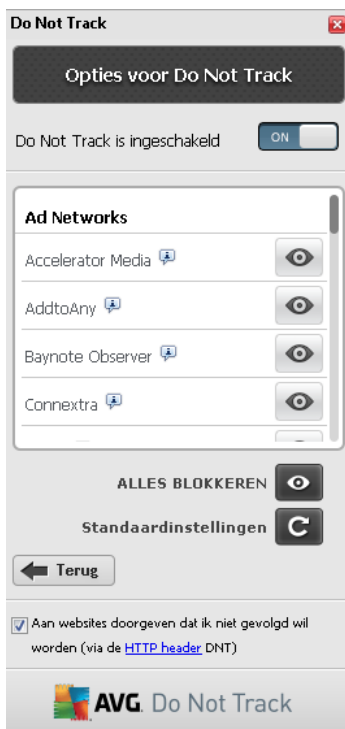 Do Not Track
Opties voor Do Not Track
Do Not Track is ingeschakeld ON
Ad Networks
Accelerator Media
AddtoAny
Baynote Observer
Connextra
ALLES BLOKKEREN
Standaardinstellingen
Terug
Aan websites doorgeven dat ik niet gevolgd wil
worden (via de HTTP header DNT)
AVG. Do Not Track